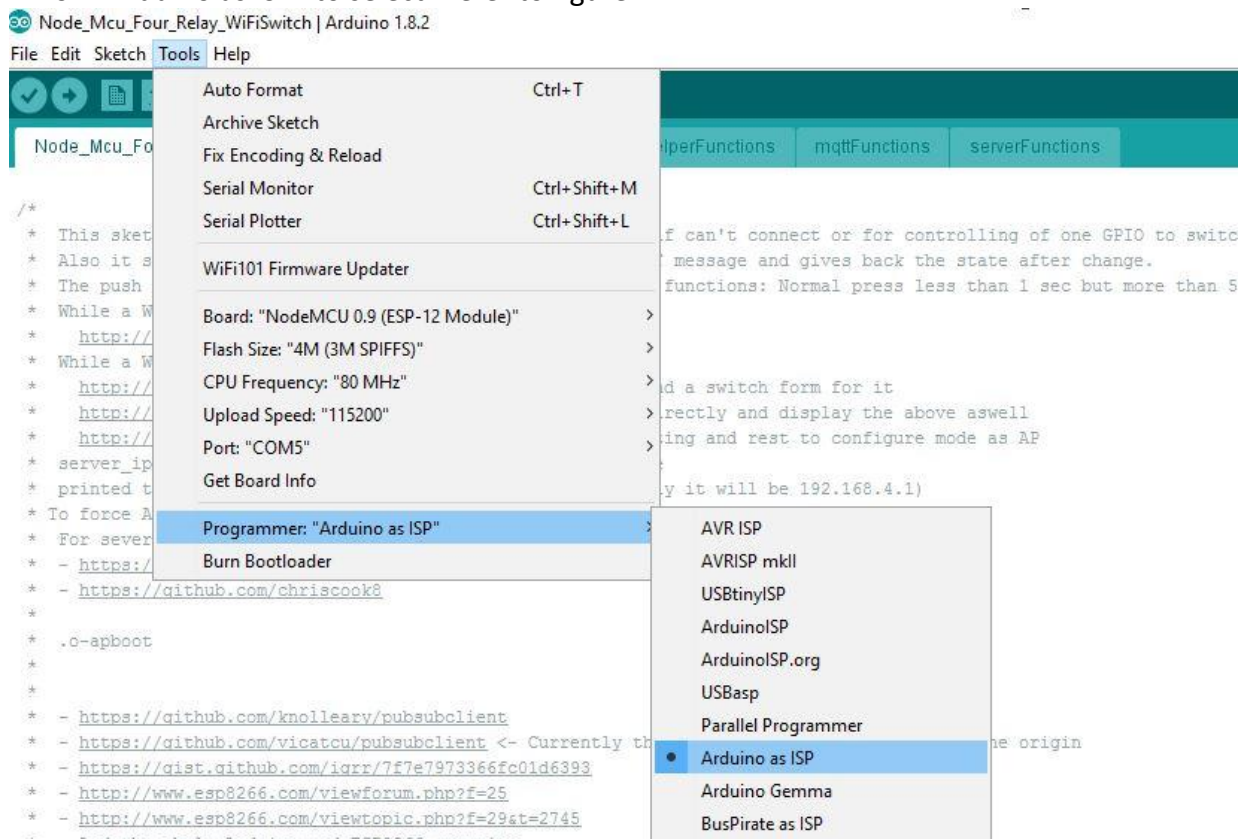 Node_Mcu_Four_Relay_WiFiSwitch | Arduino 1.8.2
File Edit Sketch Tools Help
Node_Mcu_Fo
lperFunctions mqttFunctions serverFunctions
Auto Format Ctrl+T
Archive Sketch
Fix Encoding & Reload
Serial Monitor Ctrl+Shift+M
Serial Plotter Ctrl+Shift+L
WiFi101 Firmware Updater
Board: "NodeMCU 0.9 (ESP-12 Module)"
Flash Size: "4M (3M SPIFFS)"
CPU Frequency: "80 MHz"
Upload Speed: "115200"
Port: "COM5"
Get Board Info
Programmer: "Arduino as ISP"
Burn Bootloader
AVR ISP
AVRISP mkII
USBtinyISP
ArduinoISP
ArduinoISP.org
USBasp
Parallel Programmer
Arduino as ISP
Arduino Gemma
BusPirate as ISP
/*
* This sket f can't connect or for controlling of one GPIO to switc
* Also it s message and gives back the state after change.
* The push functions: Normal press less than 1 sec but more than 5
* While a W
* http://
* While a W
* http:// d a switch form for it
* http:// rectly and display the above aswell
* http:// ing and rest to configure mode as AP
* server_ip
* printed t y it will be 192.168.4.1)
* To force A
* For sever
* - https:/
* - https://github.com/chriscook8
*
* .o-apboot
*
*
* - https://github.com/knolleary/pubsubclient
* - https://github.com/vicatcu/pubsubclient <- Currently th e origin
* - https://gist.github.com/igrr/7f7e7973366fc01d6393
* - http://www.esp8266.com/viewforum.php?f=25
* - http://www.esp8266.com/viewtopic.php?f=29&t=2745